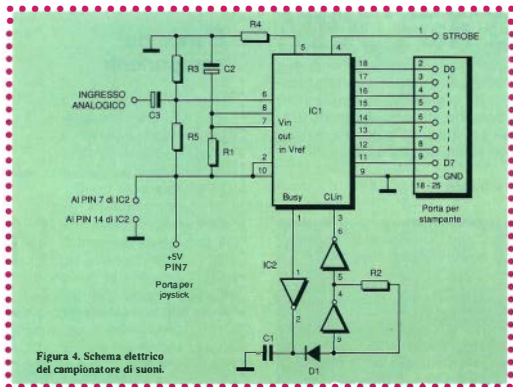 R4
5
4
1
STROBE
R3
C2
INGRESSO
ANALOGICO
C3
R5
R1
6
8
7
2
10
IC1
Vin
out
in Vref
Busy
CLin
18
17
16
15
14
13
12
11
9
2
3
4
5
6
7
8
9
D0
D7
GND
18 - 25
Porta per
stampante
Al PIN 7 di IC2
Al PIN 14 di IC2
+5V
PIN7
Porta per
joystick
1
3
IC2
1
2
6
5
4
R2
C1
D1
Figura 4. Schema elettrico
del campionatore di suoni.